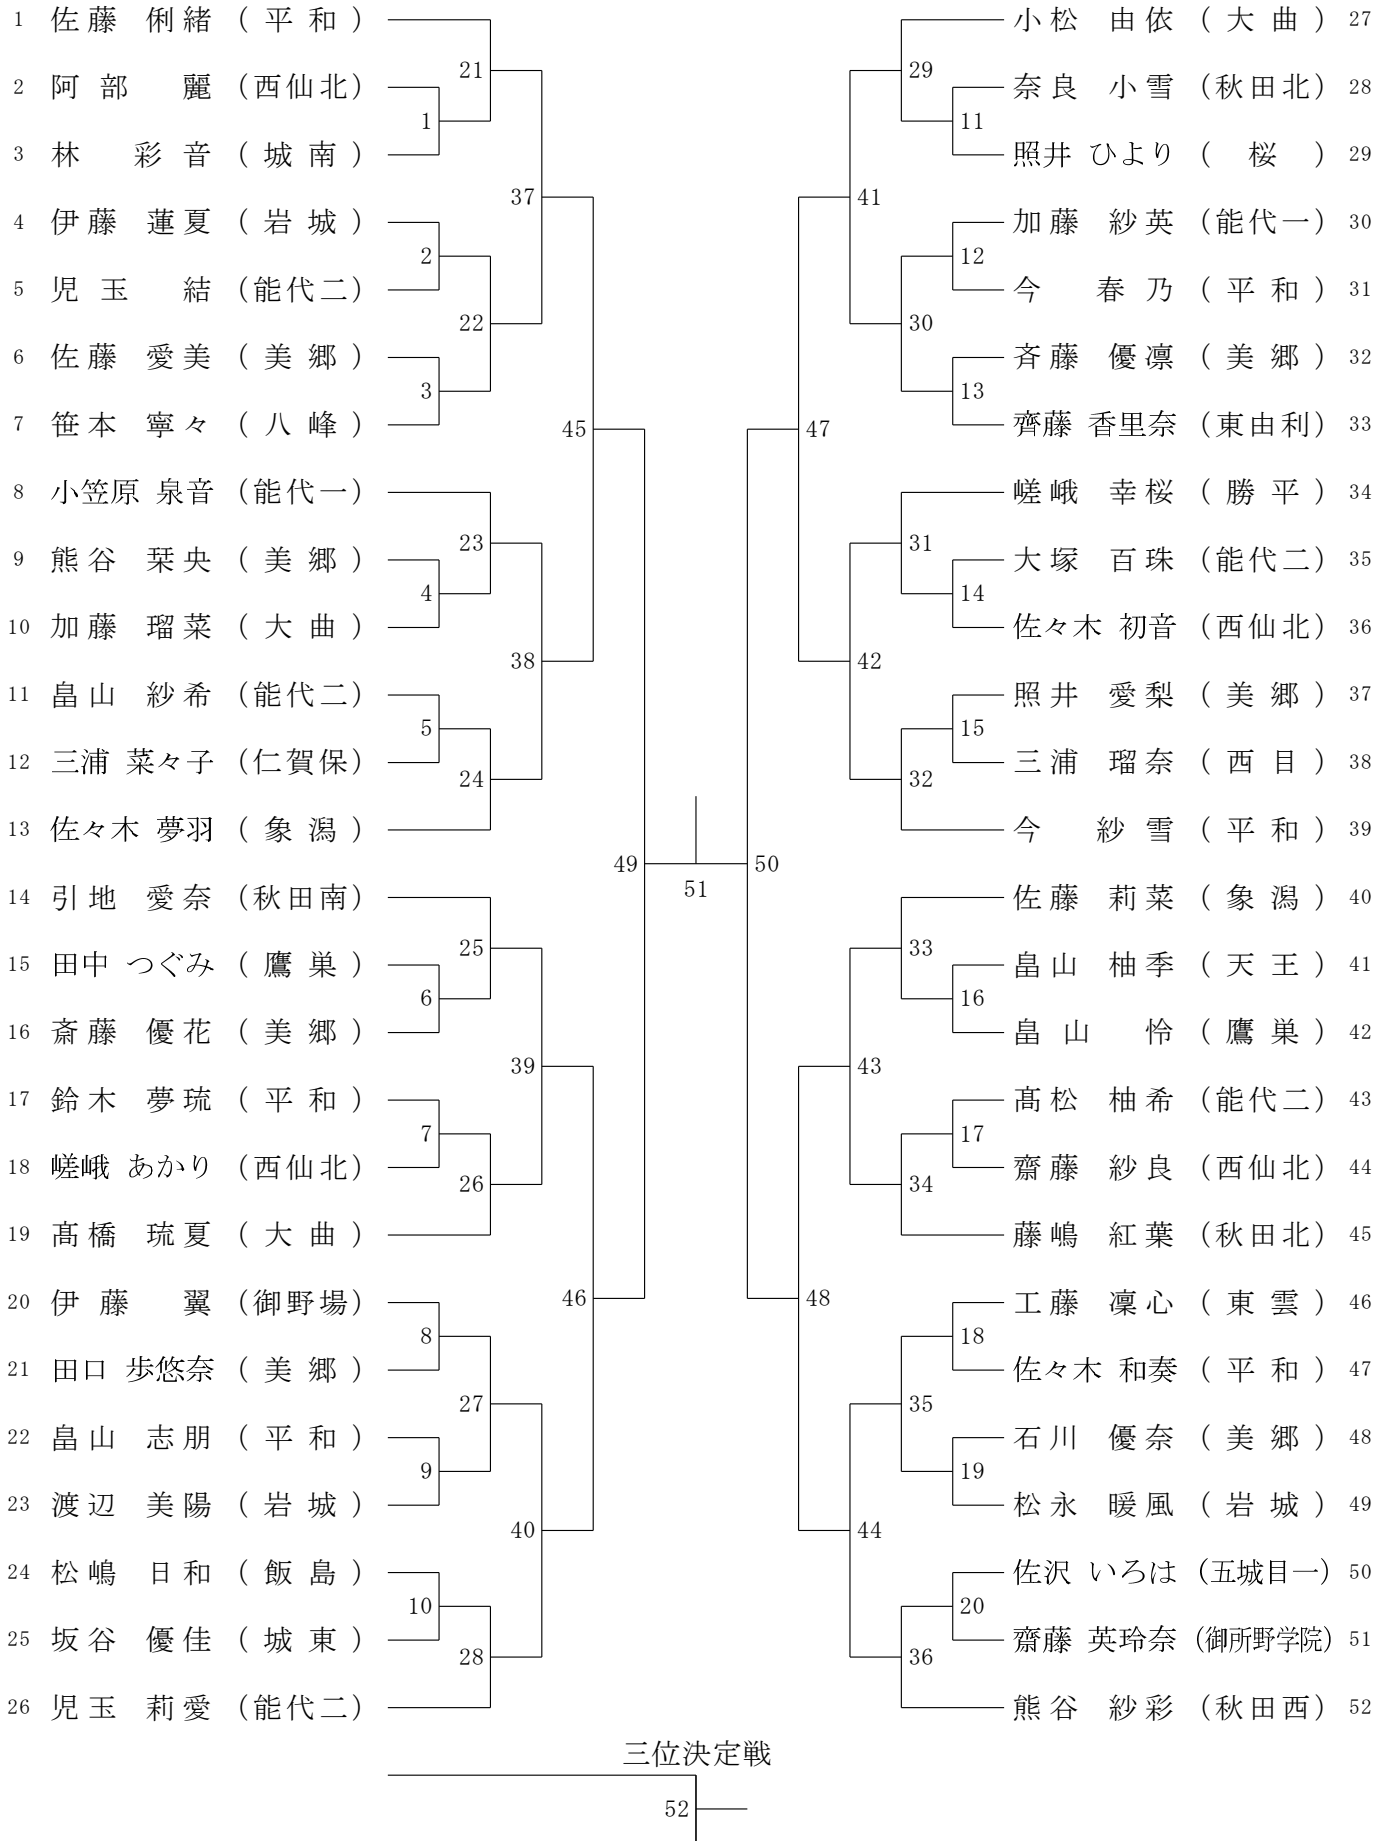 1 佐藤 俐緒 (平和)
2 阿部 麗 (西仙北)
3 林 彩音 (城南)
4 伊藤 蓮夏 (岩城)
5 児玉 結 (能代二)
6 佐藤 愛美 (美郷)
7 笹本 寧々 (八峰)
8 小笠原 泉音 (能代一)
9 熊谷 栞央 (美郷)
10 加藤 瑠菜 (大曲)
11 畠山 紗希 (能代二)
12 三浦 菜々子 (仁賀保)
13 佐々木 夢羽 (象潟)
14 引地 愛奈 (秋田南)
15 田中 つぐみ (鷹巣)
16 斎藤 優花 (美郷)
17 鈴木 夢琉 (平和)
18 嵯峨 あかり (西仙北)
19 髙橋 琉夏 (大曲)
20 伊藤 翼 (御野場)
21 田口 歩悠奈 (美郷)
22 畠山 志朋 (平和)
23 渡辺 美陽 (岩城)
24 松嶋 日和 (飯島)
25 坂谷 優佳 (城東)
26 児玉 莉愛 (能代二)
1
2
3
4
5
6
7
8
9
10
21
22
23
24
25
26
27
28
37
38
39
40
45
46
49
51
50
47
48
41
42
43
44
29
30
31
32
33
34
35
36
11
12
13
14
15
16
17
18
19
20
小松 由依 (大曲) 27
奈良 小雪 (秋田北) 28
照井 ひより (桜) 29
加藤 紗英 (能代一) 30
今 春乃 (平和) 31
斉藤 優凛 (美郷) 32
齊藤 香里奈 (東由利) 33
嵯峨 幸桜 (勝平) 34
大塚 百珠 (能代二) 35
佐々木 初音 (西仙北) 36
照井 愛梨 (美郷) 37
三浦 瑠奈 (西目) 38
今 紗雪 (平和) 39
佐藤 莉菜 (象潟) 40
畠山 柚季 (天王) 41
畠山 怜 (鷹巣) 42
髙松 柚希 (能代二) 43
齋藤 紗良 (西仙北) 44
藤嶋 紅葉 (秋田北) 45
工藤 凜心 (東雲) 46
佐々木 和奏 (平和) 47
石川 優奈 (美郷) 48
松永 暖風 (岩城) 49
佐沢 いろは (五城目一) 50
齋藤 英玲奈 (御所野学院) 51
熊谷 紗彩 (秋田西) 52
三位決定戦
52